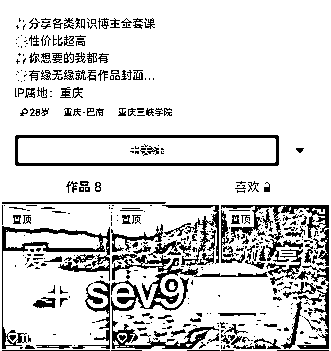 分享各类知识博主全套课
性价比超高
你想要的我都有
有缘无缘就看作品封面...
IP属地：重庆
28岁 重庆·巴南 重庆三峡学院
作品 8 喜欢
置顶 置顶 置顶
爱 分 享
+ sev9